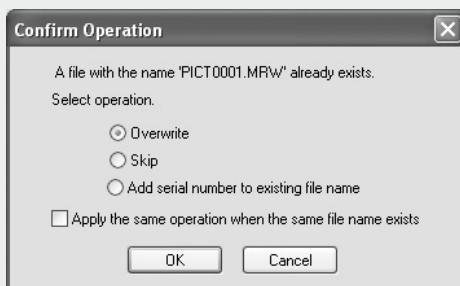 Confirm Operation
A file with the name 'PICT0001.MRW' already exists.
Select operation.
Overwrite
Skip
Add serial number to existing file name
Apply the same operation when the same file name exists
OK Cancel